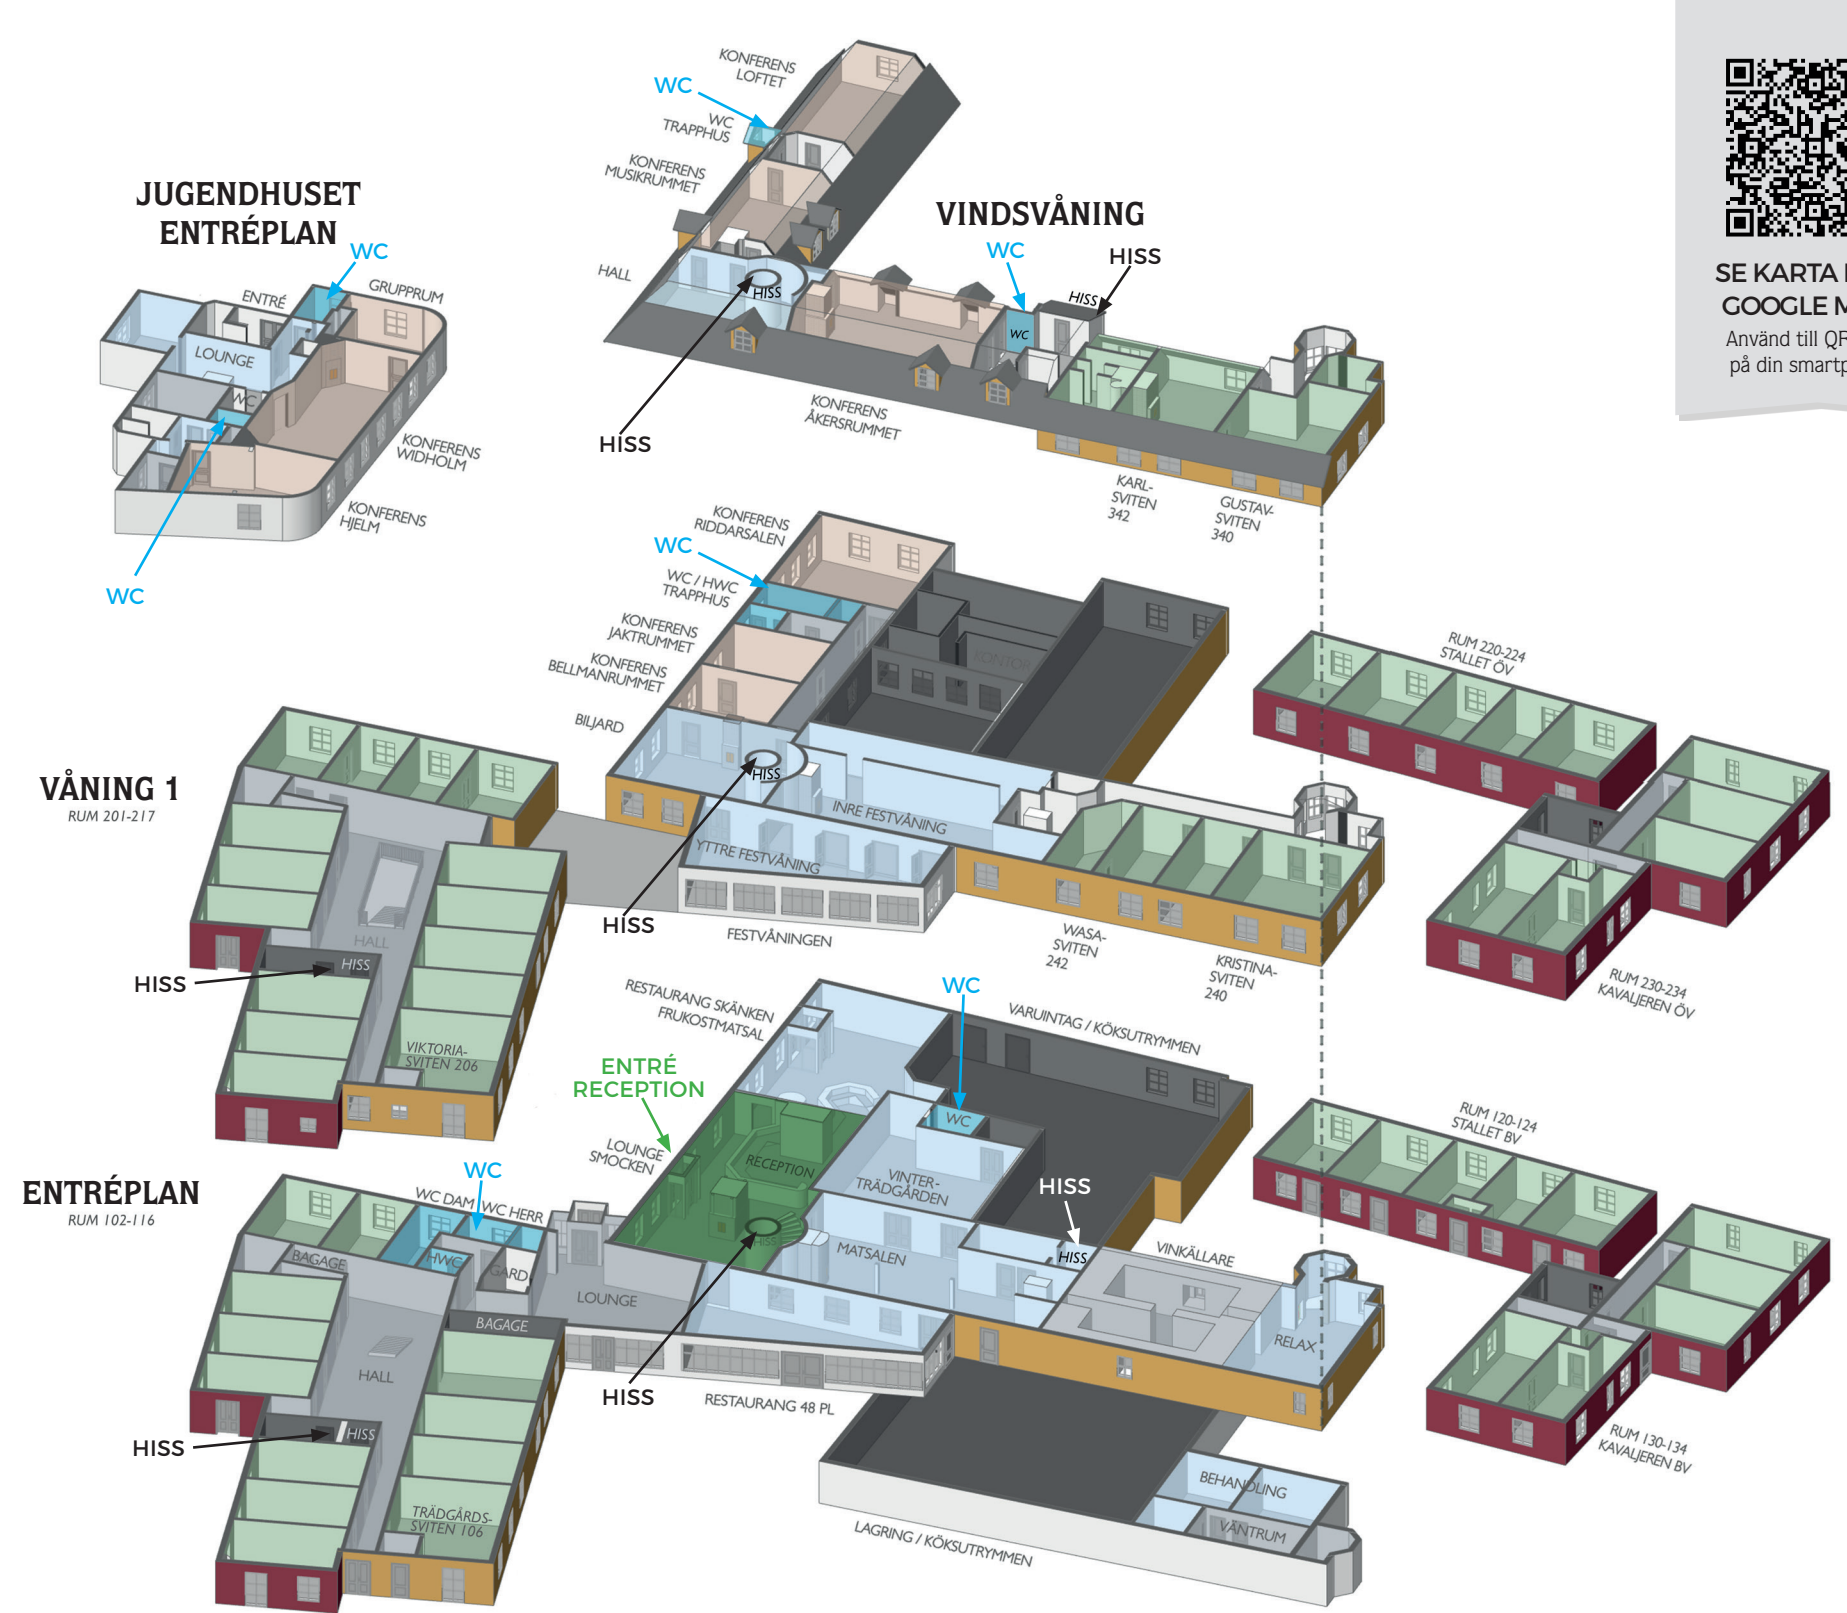 JUGENDHUSET
ENTRÉPLAN
WC
ENTRÉ
GRUPPRUM
LOUNGE
WC
KONFERENS
WIDHOLM
KONFERENS
HJELM
WC
KONFERENS
LOFTET
WC
WC
TRAPPHUS
KONFERENS
MUSIKRUMMET
HALL
HISS
HISS
VINDSVÅNING
WC
HISS
HISS
WC
KONFERENS
ÅKERSRUMMET
KARL-
SVITEN
342
GUSTAV-
SVITEN
340
SE KARTA
GOOGLE M
Använd till QR
på din smartp
VÅNING 1
RUM 201-217
KONFERENS
RIDDARSALEN
WC
WC / HWC
TRAPPHUS
KONFERENS
JAKTRUMMET
KONFERENS
BELLMANRUMMET
BILJARD
KONTOR
HISS
HISS
INRE FESTVÅNING
YTTRE FESTVÅNING
FESTVÅNINGEN
HALL
HISS
HISS
VIKTORIA-
SVITEN 206
WASA-
SVITEN
242
KRISTINA-
SVITEN
240
RUM 220-224
STALLET ÖV
RUM 230-234
KAVALJEREN ÖV
ENTRÉPLAN
RUM 102-116
RESTAURANG SKÄNKEN
FRUKOSTMATSAL
ENTRÉ
RECEPTION
LOUNGE
SMOCKEN
RECEPTION
WC
WC
VARUINTAG / KÖKSUTRYMMEN
VINTER-
TRÄDGÅRDEN
HISS
HISS
MATSALEN
VINKÄLLARE
RELAX
HISS
HISS
WC
WC DAM
WC HERR
HWC
GARD
BAGAGE
BAGAGE
LOUNGE
HALL
HISS
HISS
TRÄDGÅRDS-
SVITEN 106
RESTAURANG 48 PL
LAGRING / KÖKSUTRYMMEN
BEHANDLING
VÄNTRUM
RUM 120-124
STALLET BV
RUM 130-134
KAVALJEREN BV